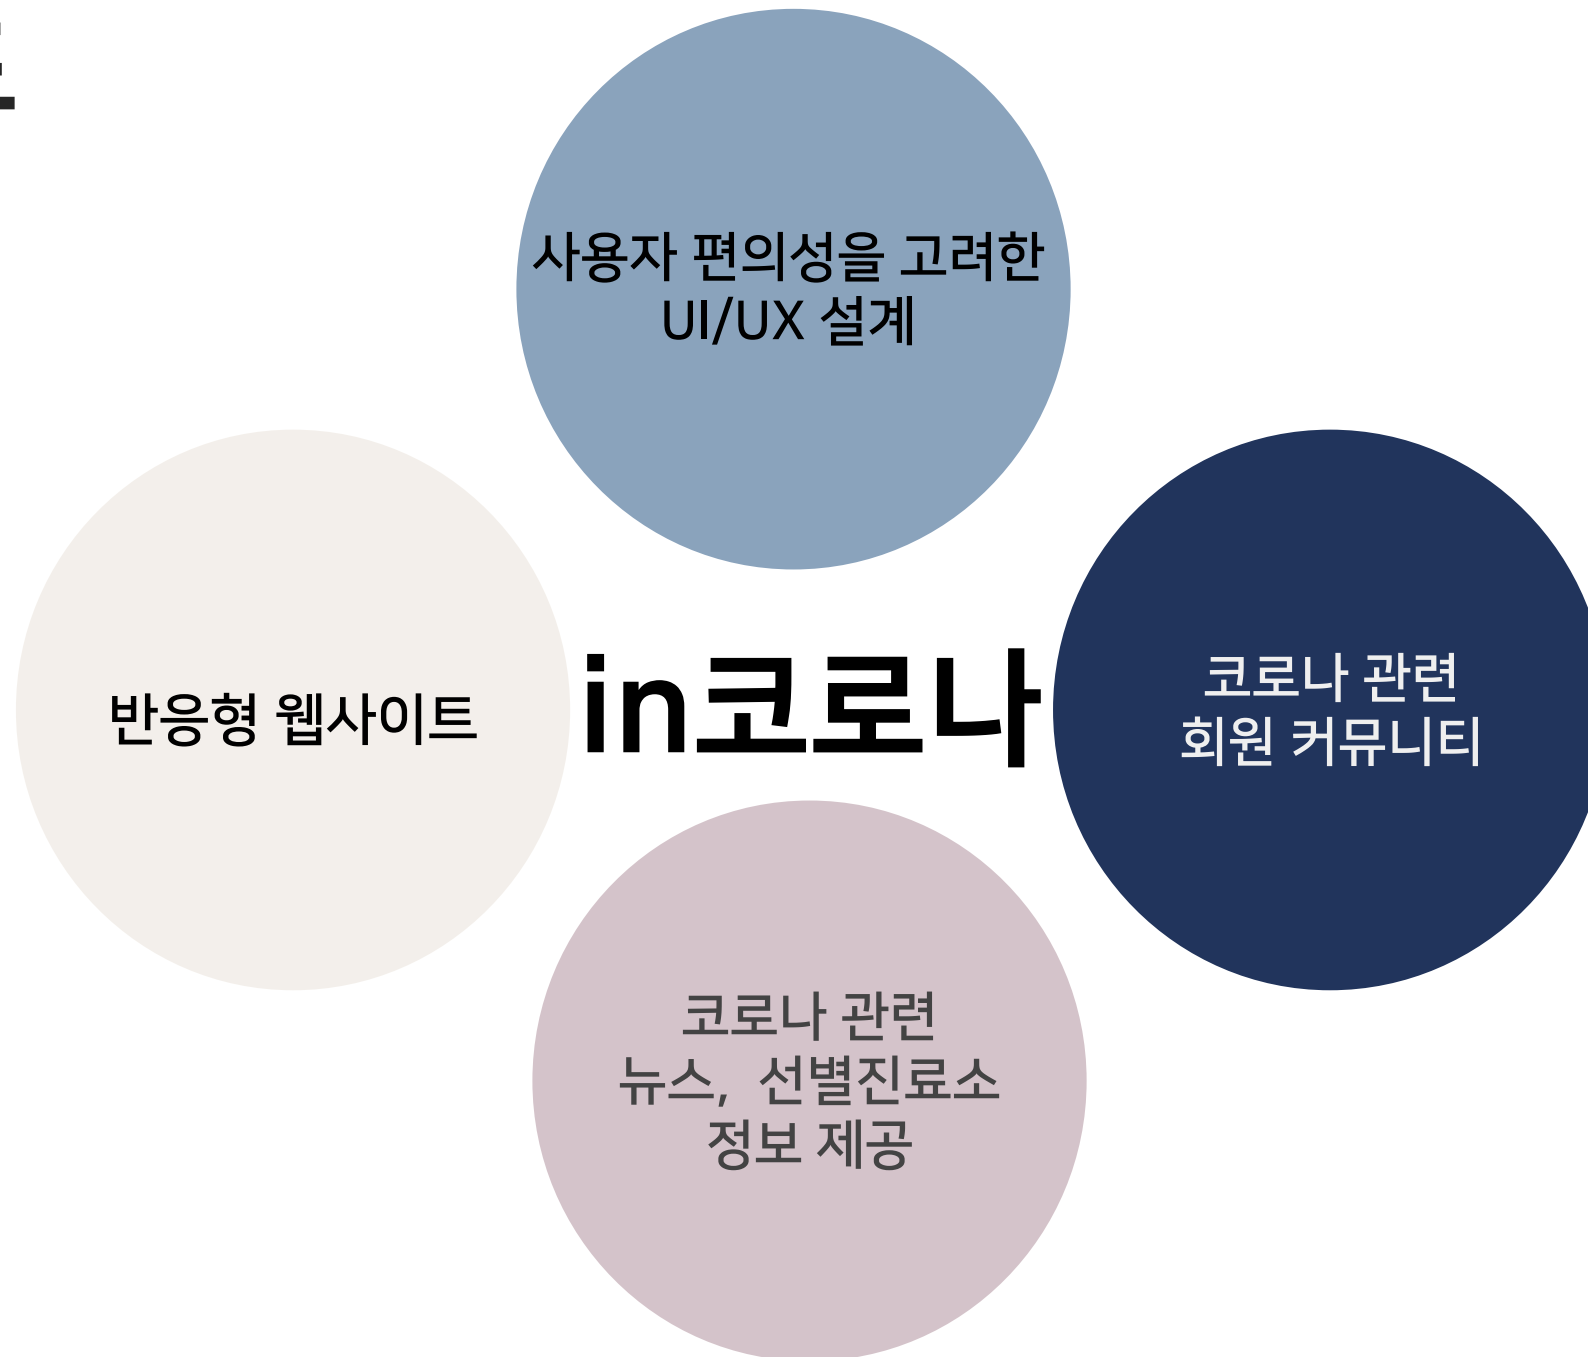 사용자 편의성을 고려한
UI/UX 설계
반응형 웹사이트
in코로나
코로나 관련
회원 커뮤니티
코로나 관련
뉴스, 선별진료소
정보 제공